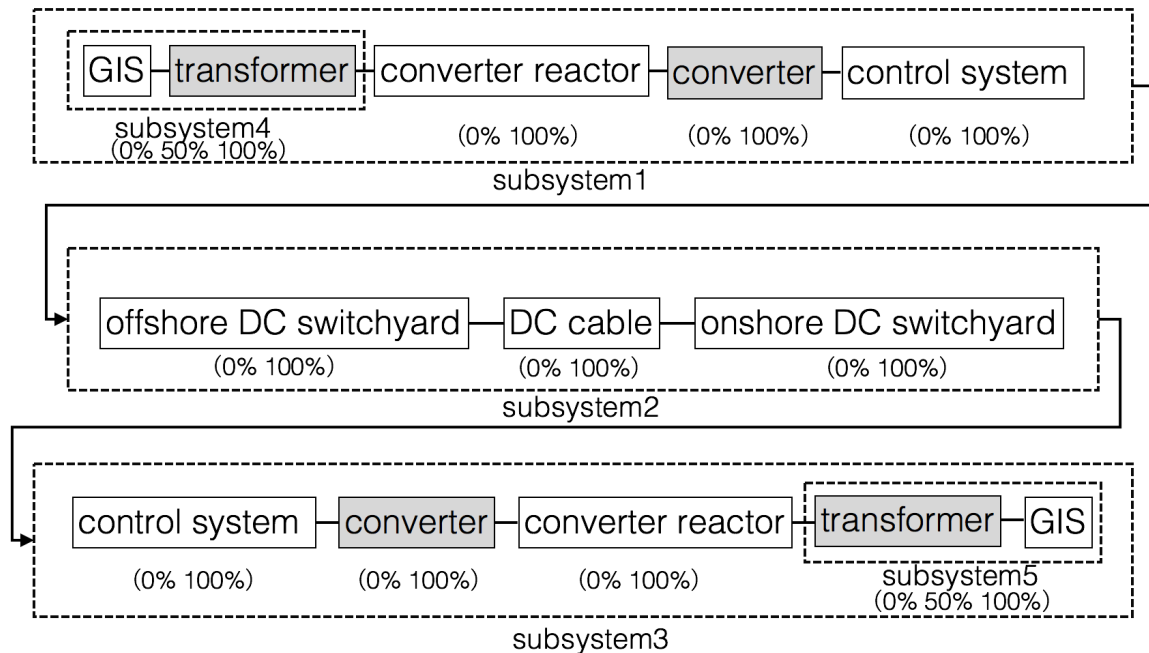 GIS transformer converter reactor converter control system
subsystem4
(0% 50% 100%) (0% 100%) (0% 100%) (0% 100%)
subsystem1
offshore DC switchyard DC cable onshore DC switchyard
(0% 100%) (0% 100%) (0% 100%)
subsystem2
control system converter converter reactor transformer GIS
(0% 100%) (0% 100%) (0% 100%) subsystem5
(0% 50% 100%)
subsystem3